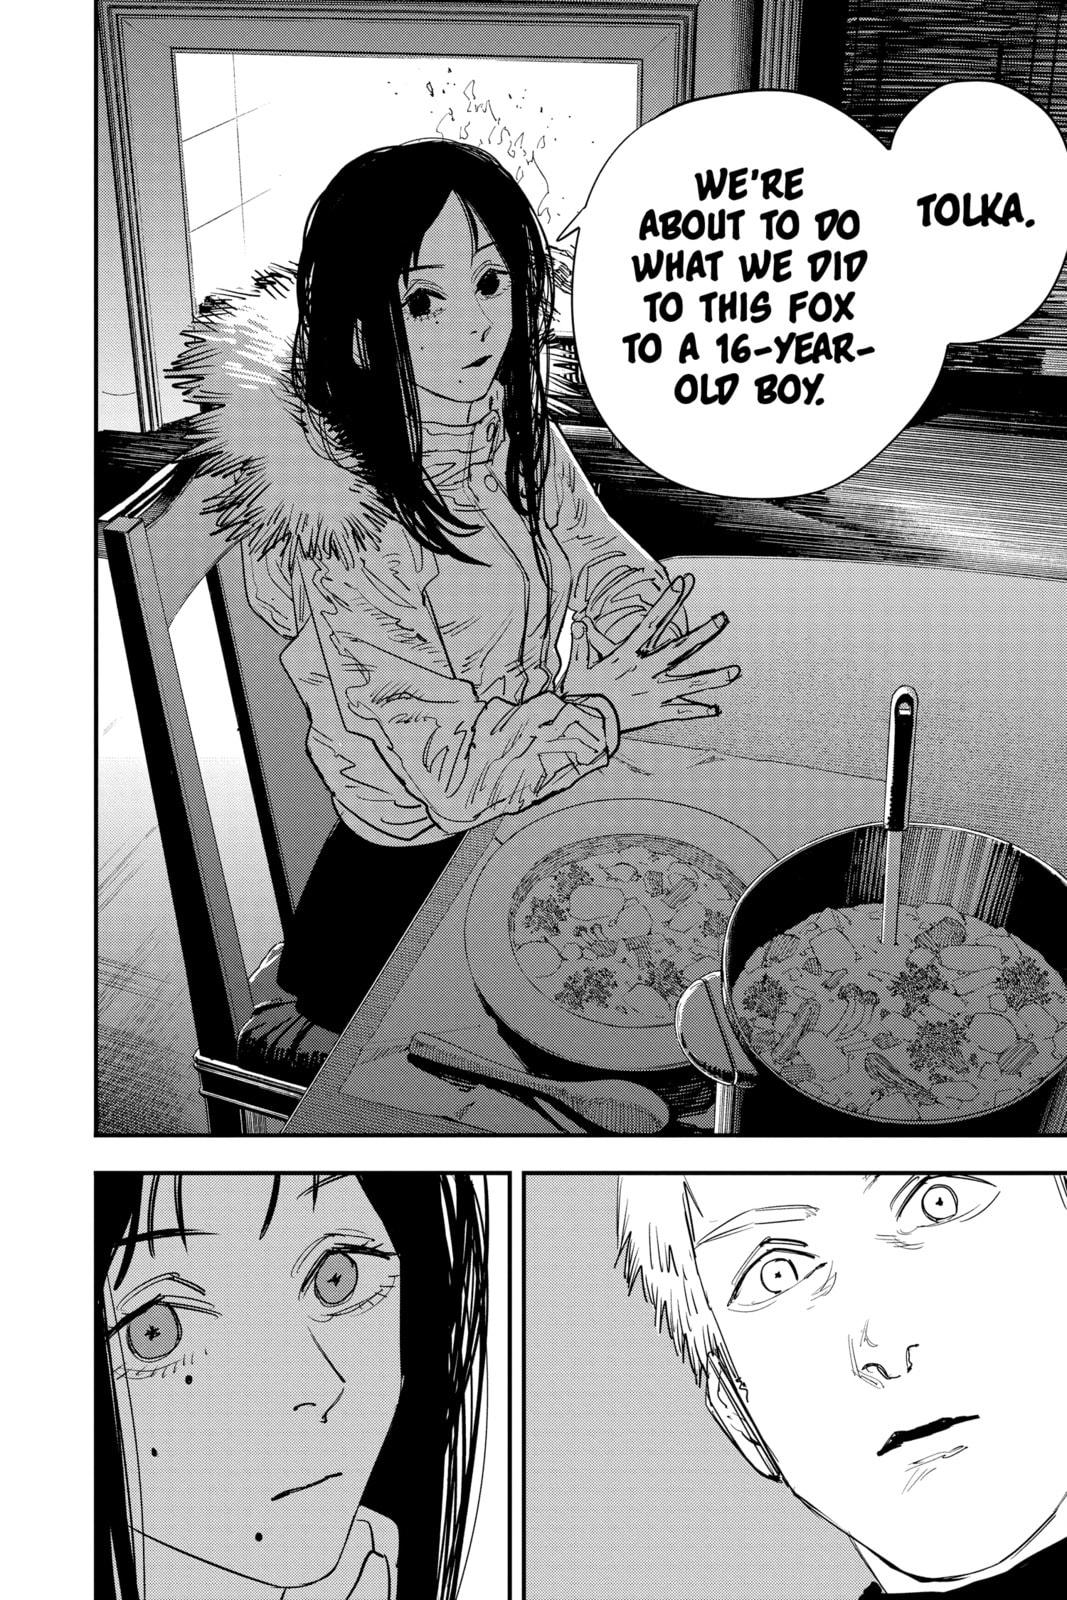 TOLKA.
WE'RE
ABOUT TO DO
WHAT WE DID
TO THIS FOX
TO A 16-YEAR-
OLD BOY.